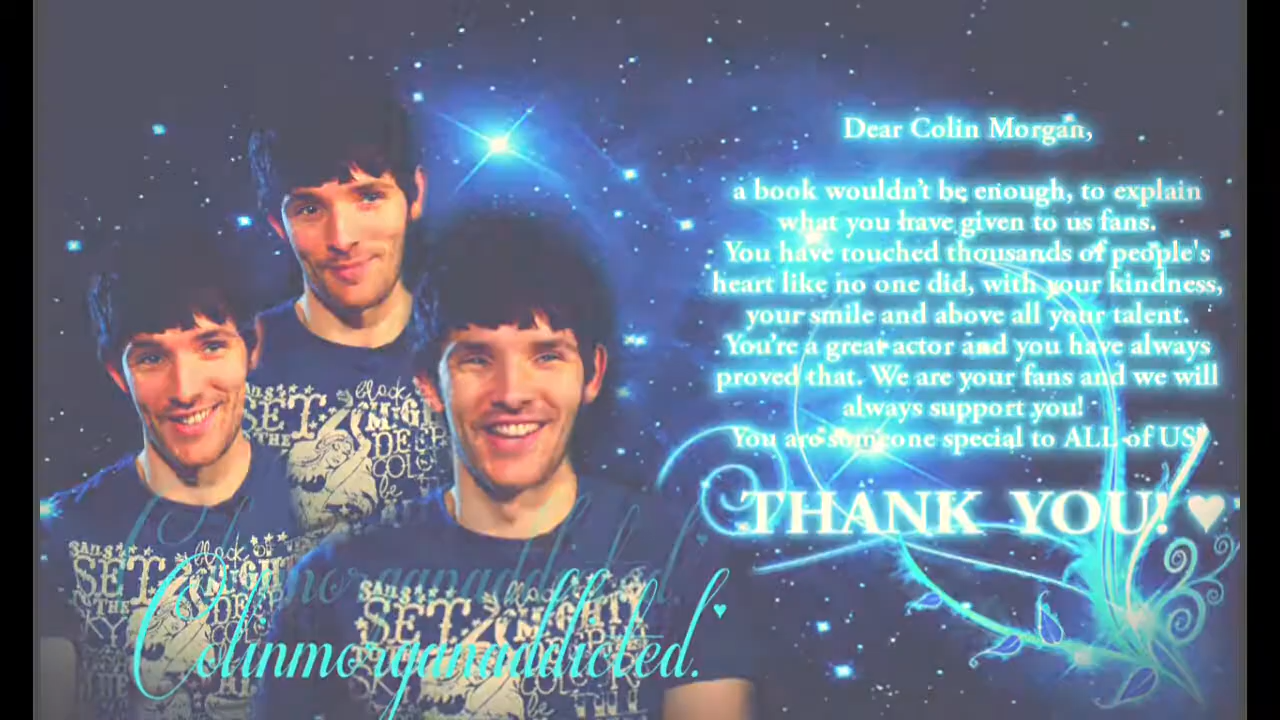 Dear Colin Morgan,
a book wouldn't be enough, to explain
what you have given to us fans.
You have touched thousands of people's
heart like no one did, with your kindness,
your smile and above all your talent.
You're a great actor and you have always
proved that. We are your fans and we will
always support you!
You are someone special to ALL of US!
THANK YOU! ♥
Colinmorganaddicted.♥
SET
MIGHTY